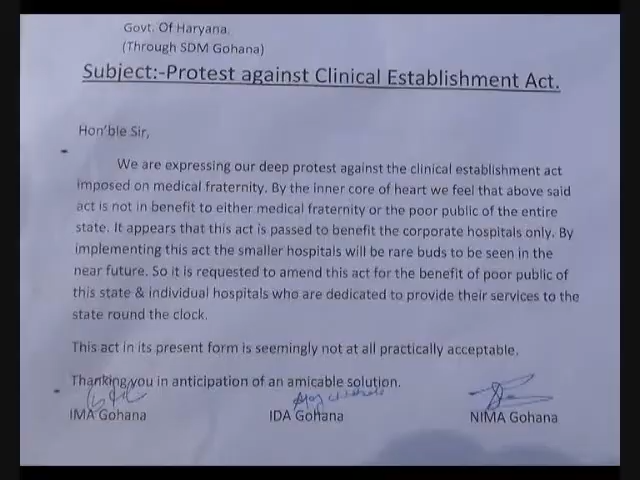 Govt. Of Haryana,
(Through SDM Gohana)
Subject:-Protest against Clinical Establishment Act.
Hon'ble Sir,
We are expressing our deep protest against the clinical establishment act
imposed on medical fraternity. By the inner core of heart we feel that above said
act is not in benefit to either medical fraternity or the poor public of the entire
state. It appears that this act is passed to benefit the corporate hospitals only. By
implementing this act the smaller hospitals will be rare buds to be seen in the
near future. So it is requested to amend this act for the benefit of poor public of
this state & individual hospitals who are dedicated to provide their services to the
state round the clock.
This act in its present form is seemingly not at all practically acceptable.
Thanking you in anticipation of an amicable solution.
IMA Gohana IDA Gohana NIMA Gohana